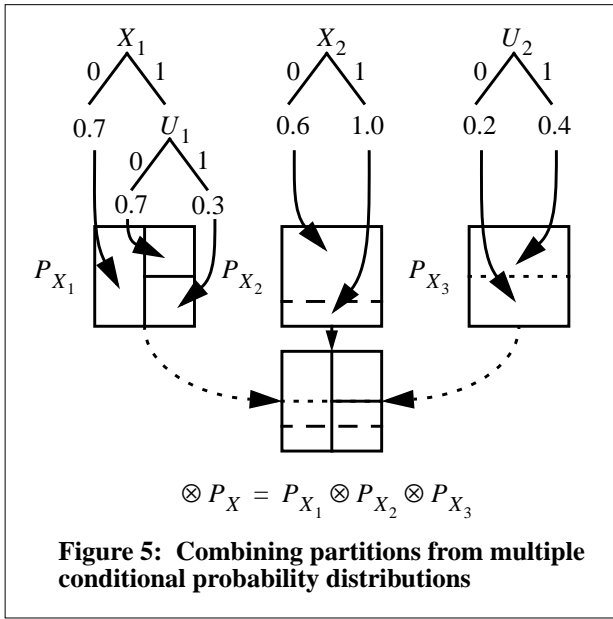 X1 X2 U2
0 1 0 1 0 1
0.7 U1 0.6 1.0 0.2 0.4
0 1
0.7 0.3
PX1 PX2 PX3
⊗ PX = PX1 ⊗ PX2 ⊗ PX3
Figure 5: Combining partitions from multiple
conditional probability distributions